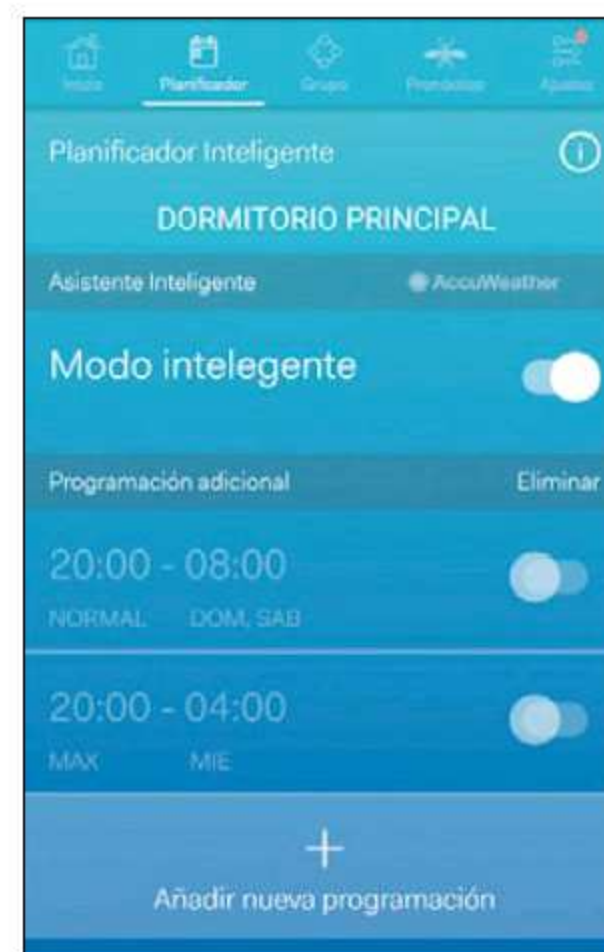 Inicio Planificador Grupo Pronóstico Ajustes
Planificador Inteligente
DORMITORIO PRINCIPAL
Asistente Inteligente AccuWeather
Modo intelegente
Programación adicional Eliminar
20:00 - 08:00
NORMAL DOM, SAB
20:00 - 04:00
MAX MIE
+
Añadir nueva programación